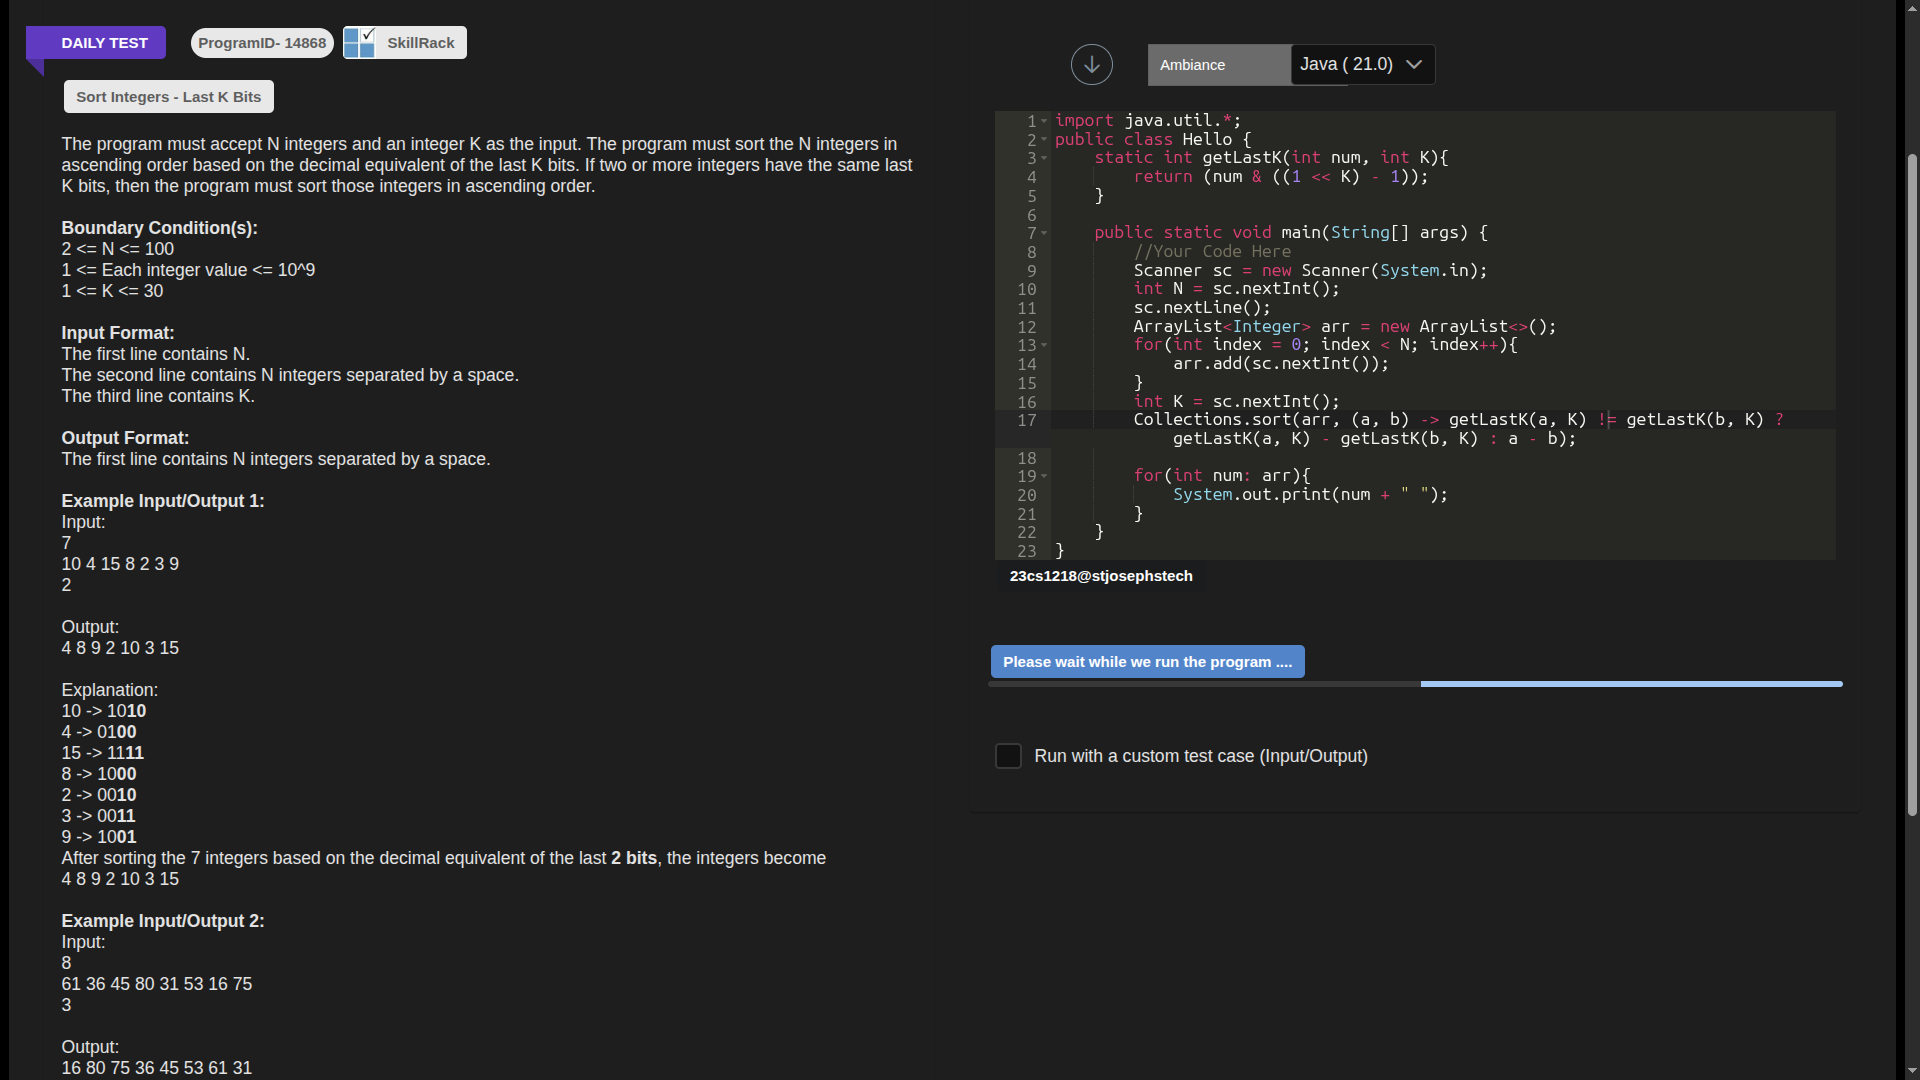 DAILY TEST
ProgramID- 14868
SkillRack
Sort Integers - Last K Bits
The program must accept N integers and an integer K as the input. The program must sort the N integers in
ascending order based on the decimal equivalent of the last K bits. If two or more integers have the same last
K bits, then the program must sort those integers in ascending order.
Boundary Condition(s):
2 <= N <= 100
1 <= Each integer value <= 10^9
1 <= K <= 30
Input Format:
The first line contains N.
The second line contains N integers separated by a space.
The third line contains K.
Output Format:
The first line contains N integers separated by a space.
Example Input/Output 1:
Input:
7
10 4 15 8 2 3 9
2
Output:
4 8 9 2 10 3 15
Explanation:
10 -> 1010
4 -> 0100
15 -> 1111
8 -> 1000
2 -> 0010
3 -> 0011
9 -> 1001
After sorting the 7 integers based on the decimal equivalent of the last 2 bits, the integers become
4 8 9 2 10 3 15
Example Input/Output 2:
Input:
8
61 36 45 80 31 53 16 75
3
Output:
16 80 75 36 45 53 61 31
Ambiance
Java ( 21.0)
1 import java.util.*;
2 public class Hello {
3 static int getLastK(int num, int K){
4 return (num & ((1 << K) - 1));
5 }
6
7 public static void main(String[] args) {
8 //Your Code Here
9 Scanner sc = new Scanner(System.in);
10 int N = sc.nextInt();
11 sc.nextLine();
12 ArrayList<Integer> arr = new ArrayList<>();
13 for(int index = 0; index < N; index++){
14 arr.add(sc.nextInt());
15 }
16 int K = sc.nextInt();
17 Collections.sort(arr, (a, b) -> getLastK(a, K) != getLastK(b, K) ?
getLastK(a, K) - getLastK(b, K) : a - b);
18
19 for(int num: arr){
20 System.out.print(num + " ");
21 }
22 }
23 }
23cs1218@stjosephstech
Please wait while we run the program ....
Run with a custom test case (Input/Output)